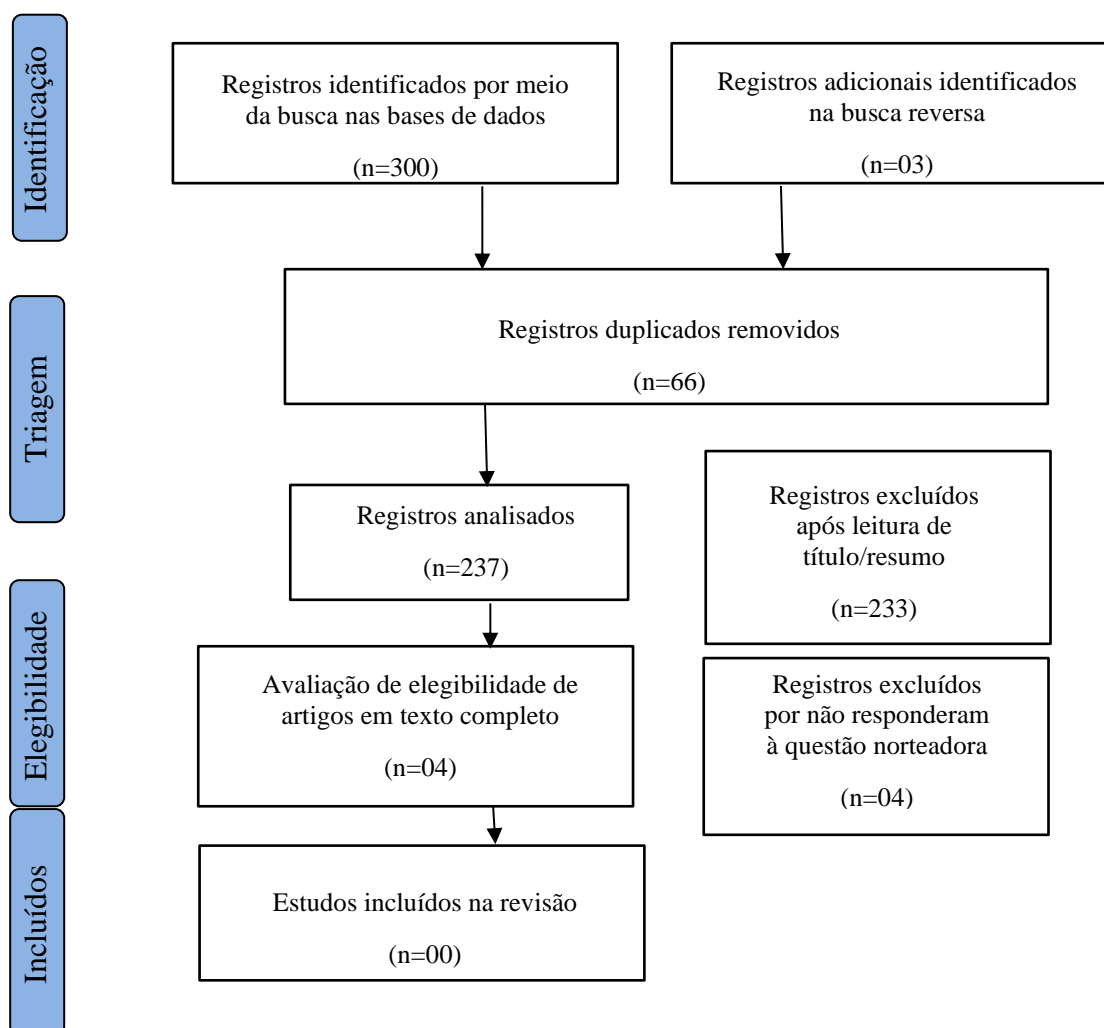 Identificação
Registros identificados por meio
da busca nas bases de dados
(n=300)
Registros adicionais identificados
na busca reversa
(n=03)
Triagem
Registros duplicados removidos
(n=66)
Registros analisados
(n=237)
Registros excluídos
após leitura de
título/resumo
(n=233)
Elegibilidade
Avaliação de elegibilidade de
artigos em texto completo
(n=04)
Registros excluídos
por não responderam
à questão norteadora
(n=04)
Incluídos
Estudos incluídos na revisão
(n=00)